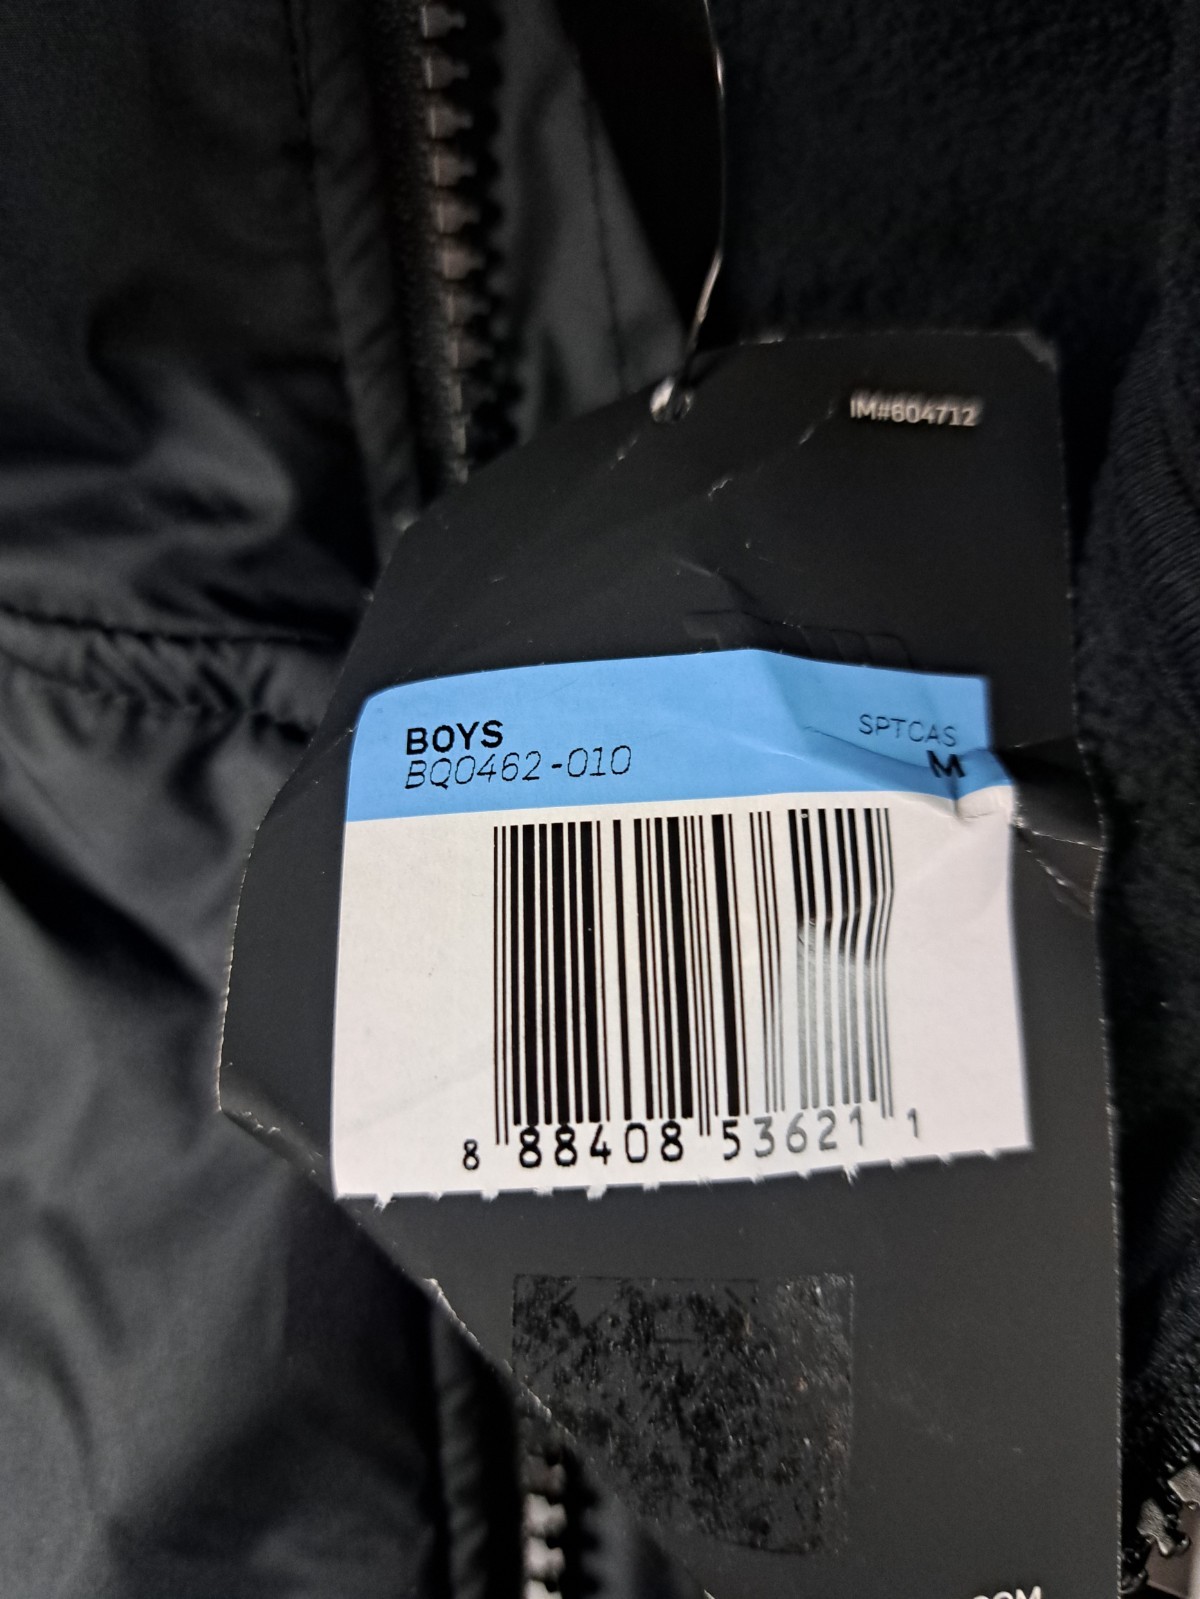 IM#604712
BOYS
SPTCAS
BQ0462-010
M
8 88408 53621 1